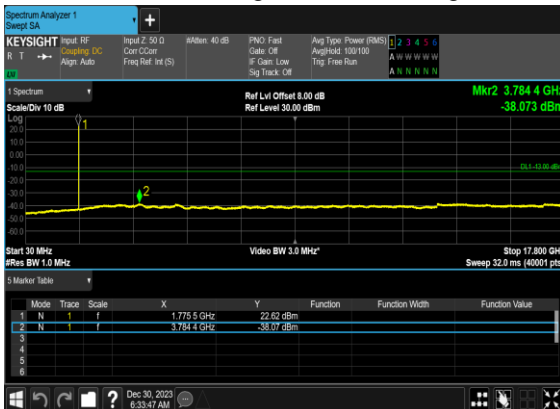 Spectrum Analyzer 1
Swept SA
+
KEYSIGHT Input: RF Input Z: 50 Ω #Atten: 40 dB PNO: Fast Avg Type: Power (RMS) 1 2 3 4 5 6
R T Coupling: DC Corr CCorr Gate: Off Avg|Hold: 100/100 A W W W W W
Align: Auto Freq Ref: Int (S) IF Gain: Low Trig: Free Run
Sig Track: Off A N N N N N
1 Spectrum
Ref Lvl Offset 8.00 dB Mkr2 3.784 4 GHz
Scale/Div 10 dB Ref Level 30.00 dBm -38.073 dBm
Log
20.0
1
10.0
0.00
-10.0
DL1 -13.00 dBm
-20.0
-30.0
2
-40.0
-50.0
-60.0
Start 30 MHz Video BW 3.0 MHz* Stop 17.800 GH
#Res BW 1.0 MHz Sweep 32.0 ms (40001 pts
5 Marker Table
Mode Trace Scale X Y Function Function Width Function Value
1 N 1 f 1.775 5 GHz 22.62 dBm
2 N 1 f 3.784 4 GHz -38.07 dBm
3
4
5
6
? Dec 30, 2023
6:33:47 AM